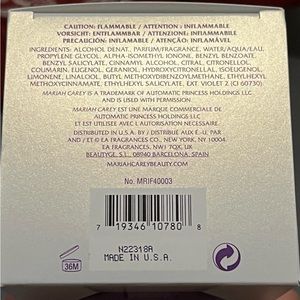 CAUTION: FLAMMABLE / ATTENTION : INFLAMMABLE
VORSICHT: ENTFLAMMBAR / ATTENZIONE: INFIAMMABILE
PRECAUCIÓN: INFLAMABLE / ATENÇÃO: INFLAMÁVEL
INGREDIENTS: ALCOHOL DENAT, PARFUM/FRAGRANCE, WATER/AQUA/EAU,
PROPYLENE GLYCOL, ALPHA-ISOMETHYL IONONE, BENZYL BENZOATE,
BENZYL SALICYLATE, CINNAMYL ALCOHOL, CITRAL, CITRONELLOL,
COUMARIN, EUGENOL, GERANIOL, HYDROXYCITRONELLAL, ISOEUGENOL,
LIMONENE, LINALOOL, BUTYL METHOXYDIBENZOYLMETHANE, ETHYLHEXYL
METHOXYCINNAMATE, ETHYLHEXYL SALICYLATE, EXT VIOLET 2 (CI 60730)
MARIAH CAREY IS A TRADEMARK OF AUTOMATIC PRINCESS HOLDINGS LLC
AND IS USED WITH PERMISSION
MARIAH CAREY EST UNE MARQUE COMMERCIALE DE
AUTOMATIC PRINCESS HOLDINGS LLC
ET EST UTILISÉE AVEC L AUTORISATION NECESSAIRE
DISTRIBUTED IN U.S. BY / DISTRIBUÉ AUX É.-U. PAR
AND / ET © EA FRAGRANCES CO., NEW YORK, NY 10004
EA FRAGRANCES, NW1 7QX, UK
BEAUTYGE, S.L., 08940 BARCELONA, SPAIN
MARIAHCAREYBEAUTY.COM
No. MRIF40003
7 19346 10780 8
36M
N22318A
MADE IN U.S.A.